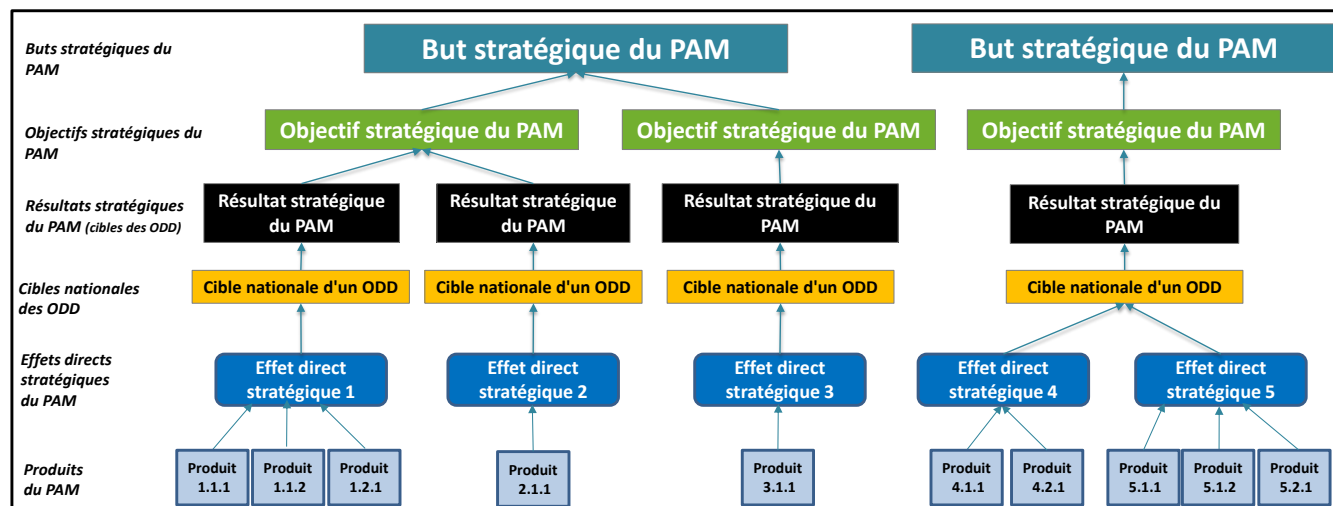 Buts stratégiques du
PAM
But stratégique du PAM
But stratégique du PAM
Objectifs stratégiques du
PAM
Objectif stratégique du PAM
Objectif stratégique du PAM
Objectif stratégique du PAM
Résultats stratégiques
du PAM (cibles des ODD)
Résultat stratégique
du PAM
Résultat stratégique
du PAM
Résultat stratégique du
PAM
Résultat stratégique du
PAM
Cibles nationales
des ODD
Cible nationale d'un ODD
Cible nationale d'un ODD
Cible nationale d'un ODD
Cible nationale d'un ODD
Effets directs
stratégiques
du PAM
Effet direct
stratégique 1
Effet direct
stratégique 2
Effet direct
stratégique 3
Effet direct
stratégique 4
Effet direct
stratégique 5
Produits
du PAM
Produit
1.1.1
Produit
1.1.2
Produit
1.2.1
Produit
2.1.1
Produit
3.1.1
Produit
4.1.1
Produit
4.2.1
Produit
5.1.1
Produit
5.1.2
Produit
5.2.1